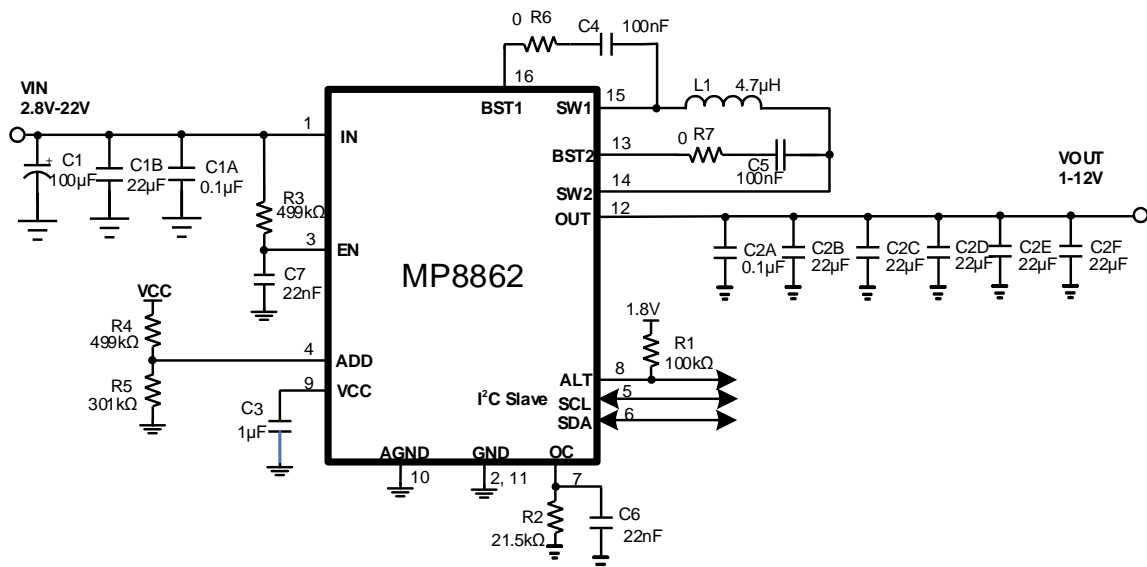 0 R6
C4
100nF
16
BST1
VIN
2.8V-22V
1
IN
+
C1
100µF
C1B
22µF
C1A
0.1µF
R3
499kΩ
3
EN
C7
22nF
VCC
R4
499kΩ
4
ADD
R5
301kΩ
9
VCC
C3
1µF
MP8862
SW1
15
L1
4.7µH
BST2
13
0 R7
C5
100nF
SW2
14
OUT
12
VOUT
1-12V
C2A
0.1µF
C2B
22µF
C2C
22µF
C2D
22µF
C2E
22µF
C2F
22µF
1.8V
R1
100kΩ
ALT
8
I²C Slave
SCL
5
SDA
6
AGND
10
GND
2, 11
OC
7
R2
21.5kΩ
C6
22nF